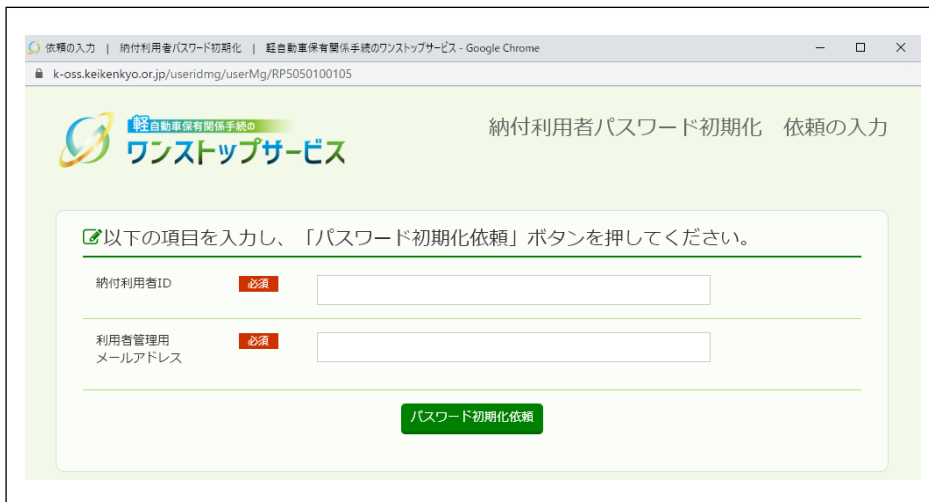 依頼の入力 | 納付利用者パスワード初期化 | 軽自動車保有関係手続のワンストップサービス - Google Chrome
k-oss.keikenkyo.or.jp/useridmg/userMg/RP5050100105
軽自動車保有関係手続の
ワンストップサービス
納付利用者パスワード初期化 依頼の入力
以下の項目を入力し、「パスワード初期化依頼」ボタンを押してください。
納付利用者ID 必須
利用者管理用 必須
メールアドレス
パスワード初期化依頼